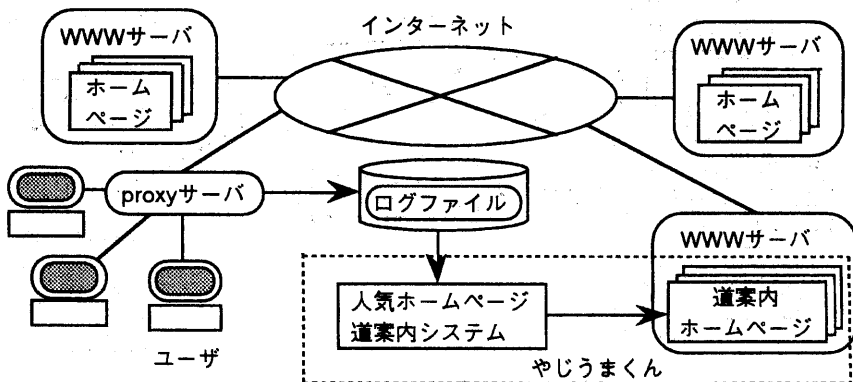 インターネット
WWWサーバ
ホーム
ページ
WWWサーバ
ホーム
ページ
proxyサーバ
ログファイル
WWWサーバ
人気ホームページ
道案内システム
道案内
ホームページ
ユーザ
やじうまくん